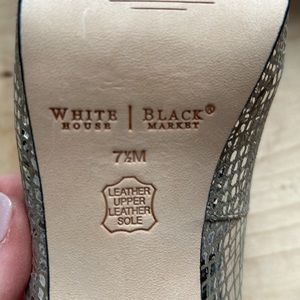 WHITE HOUSE | BLACK® MARKET
7½M
LEATHER
UPPER
LEATHER
SOLE